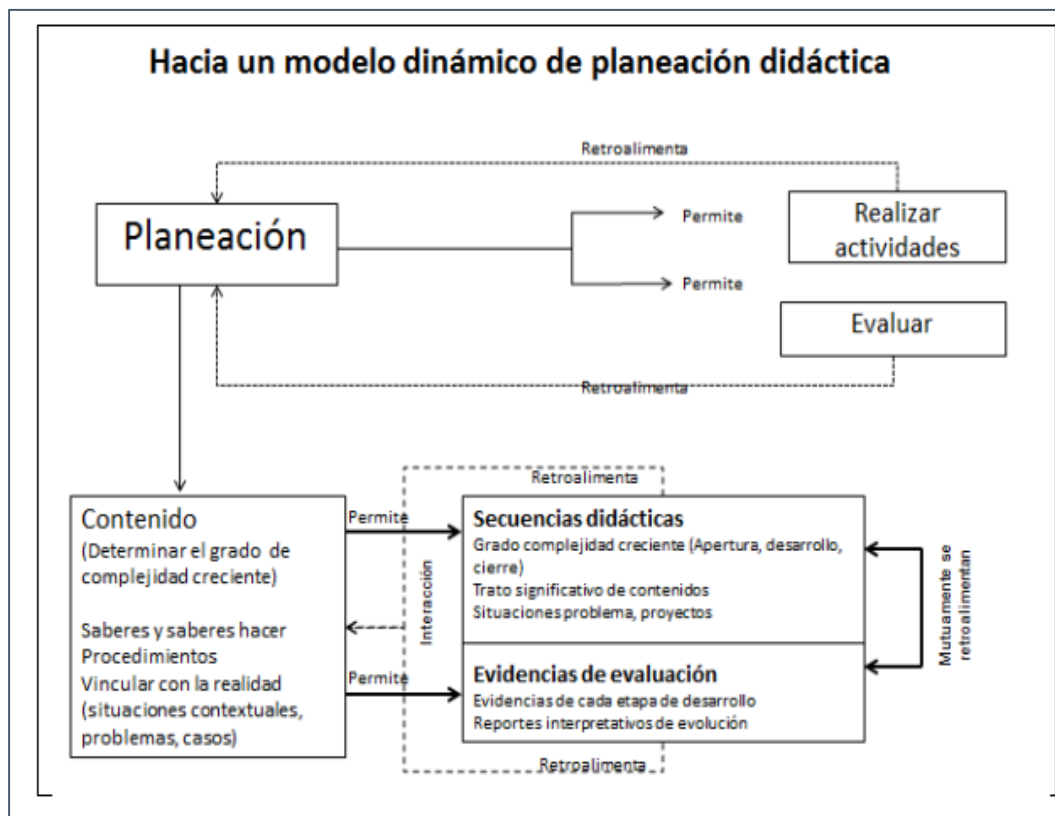 Hacia un modelo dinámico de planeación didáctica
Retroalimenta
Planeación
Permite
Permite
Realizar
actividades
Evaluar
Retroalimenta
Contenido
(Determinar el grado de
complejidad creciente)
Saberes y saberes hacer
Procedimientos
Vincular con la realidad
(situaciones contextuales,
problemas, casos)
Permite
Permite
Retroalimenta
Interacción
Secuencias didácticas
Grado complejidad creciente (Apertura, desarrollo,
cierre)
Trato significativo de contenidos
Situaciones problema, proyectos
Evidencias de evaluación
Evidencias de cada etapa de desarrollo
Reportes interpretativos de evolución
Retroalimenta
Mutuamente se
retroalimentan